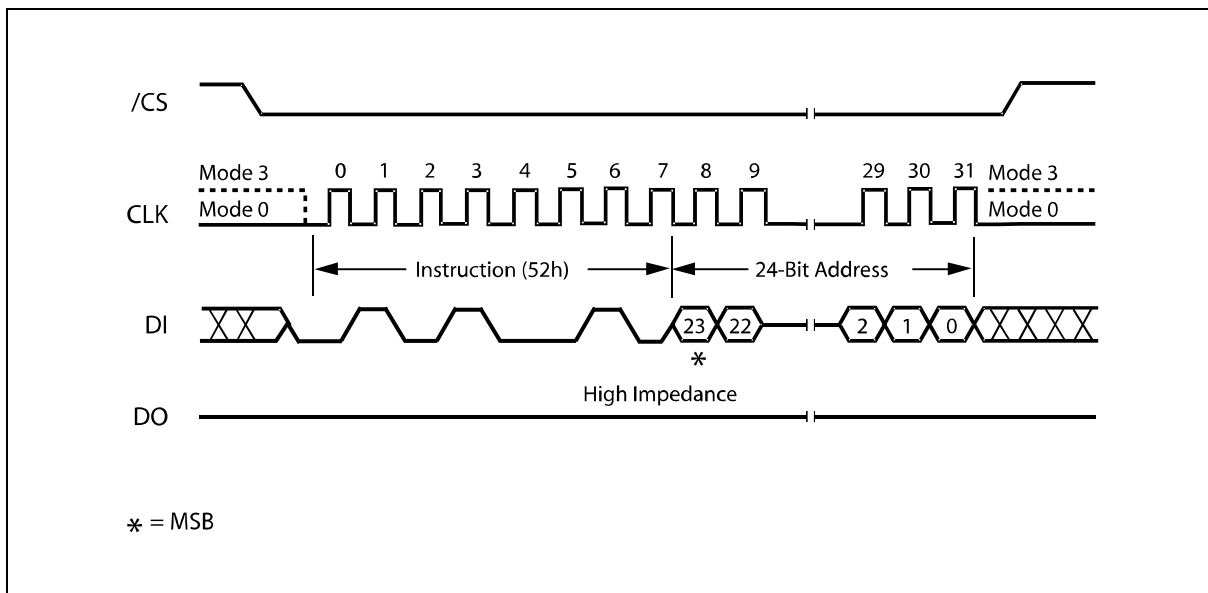 /CS
Mode 3 0 1 2 3 4 5 6 7 8 9 29 30 31 Mode 3
CLK Mode 0 Mode 0
Instruction (52h) 24-Bit Address
DI 23 22 2 1 0
*
High Impedance
DO
* = MSB